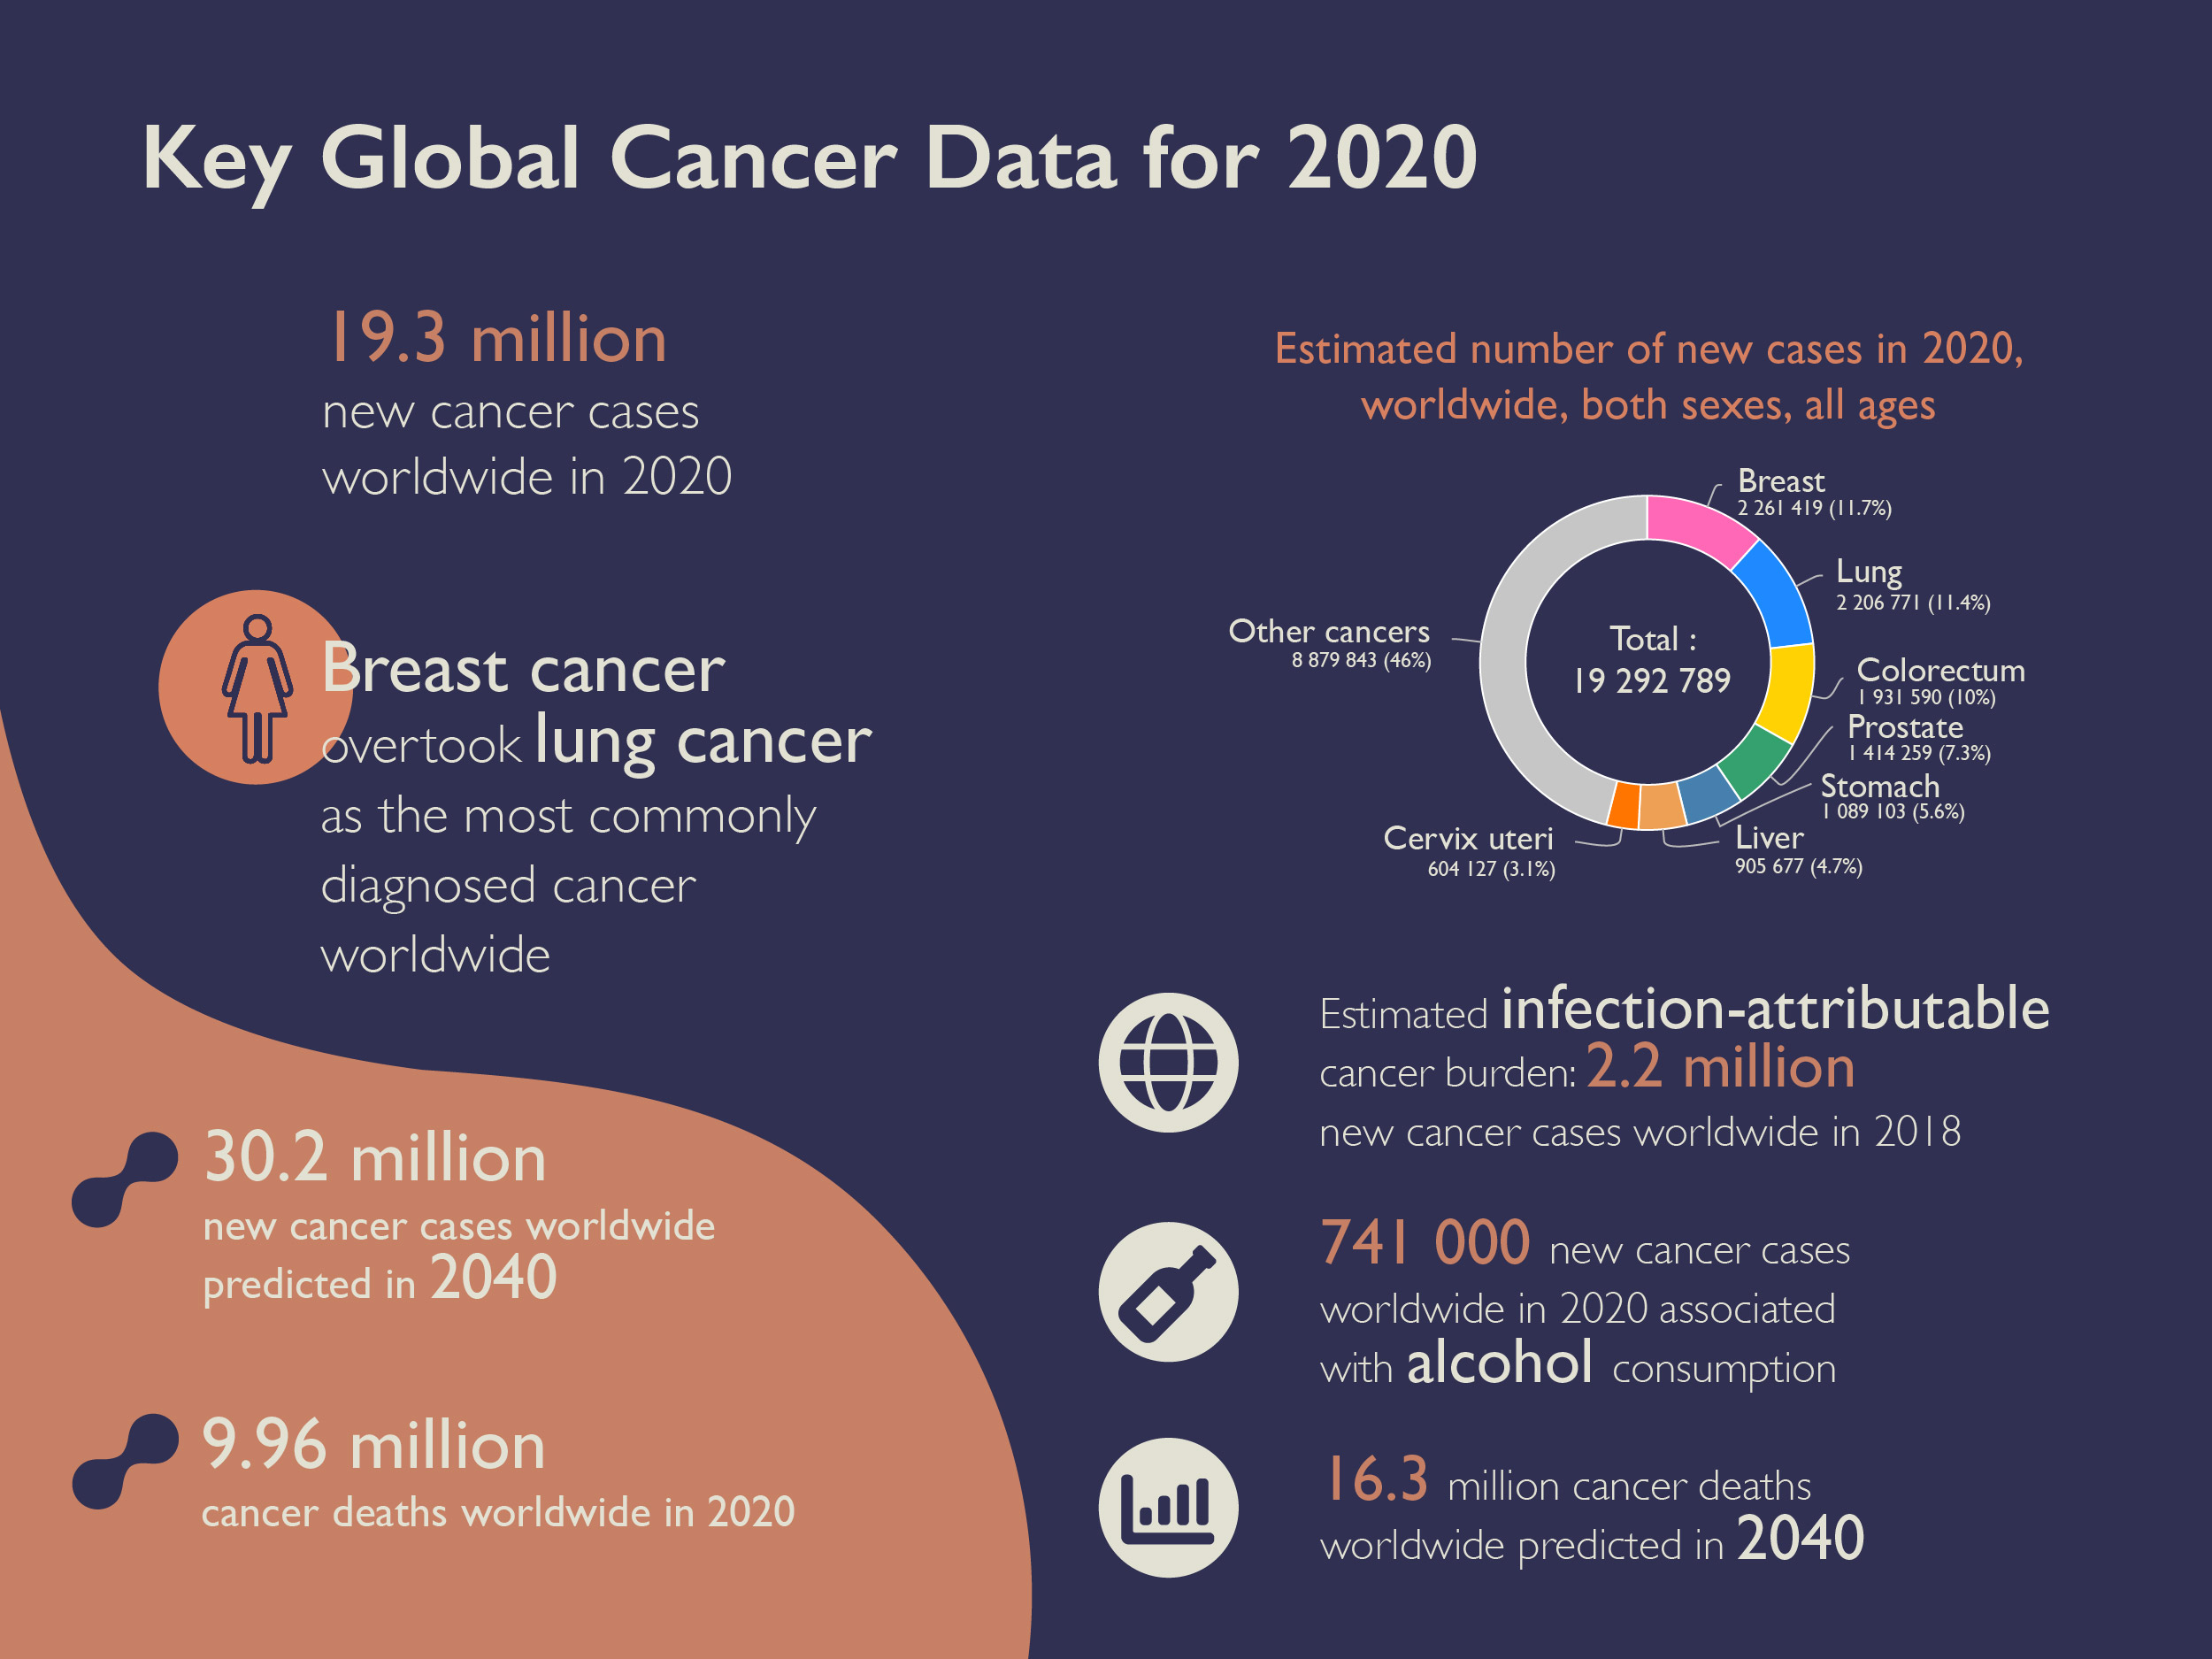 Key Global Cancer Data for 2020
19.3 million
new cancer cases
worldwide in 2020
Breast cancer
overtook lung cancer
as the most commonly
diagnosed cancer
worldwide
30.2 million
new cancer cases worldwide
predicted in 2040
9.96 million
cancer deaths worldwide in 2020
Estimated number of new cases in 2020,
worldwide, both sexes, all ages
Breast
2 261 419 (11.7%)
Lung
2 206 771 (11.4%)
Colorectum
1 931 590 (10%)
Prostate
1 414 259 (7.3%)
Stomach
1 089 103 (5.6%)
Liver
905 677 (4.7%)
Cervix uteri
604 127 (3.1%)
Other cancers
8 879 843 (46%)
Total :
19 292 789
Estimated infection-attributable
cancer burden: 2.2 million
new cancer cases worldwide in 2018
741 000 new cancer cases
worldwide in 2020 associated
with alcohol consumption
16.3 million cancer deaths
worldwide predicted in 2040